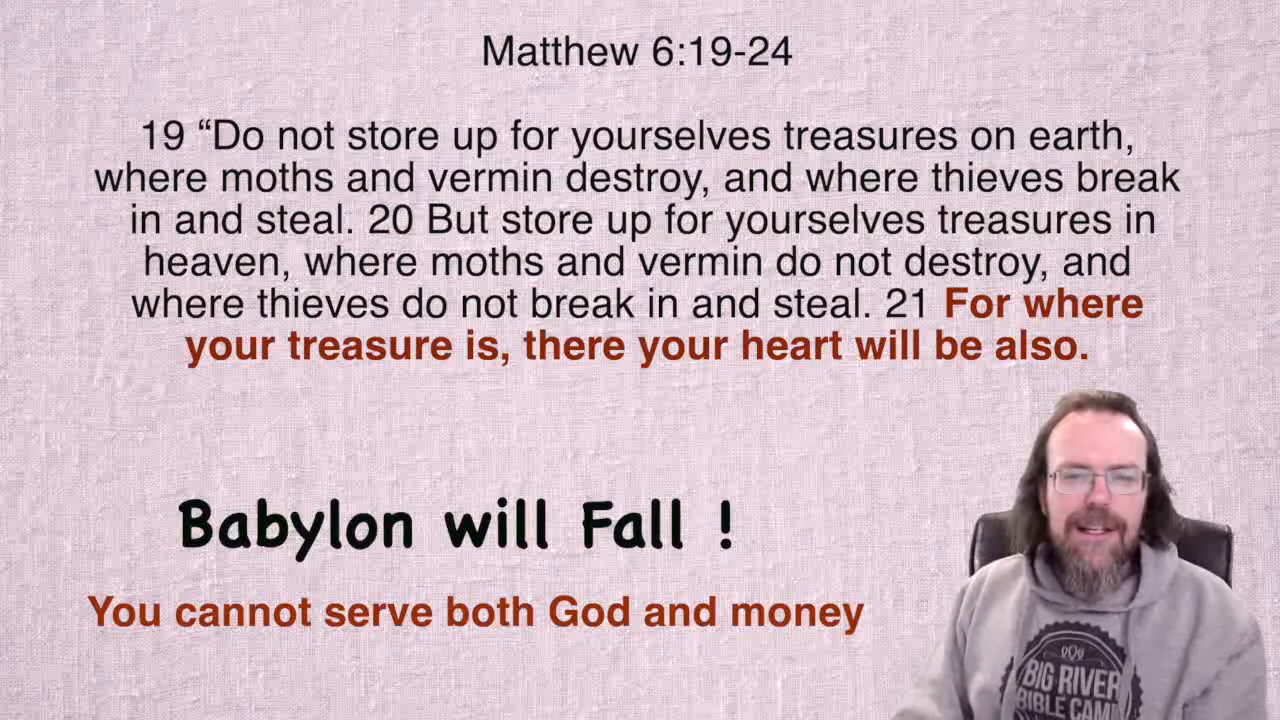 Matthew 6:19-24
19 “Do not store up for yourselves treasures on earth,
where moths and vermin destroy, and where thieves break
in and steal. 20 But store up for yourselves treasures in
heaven, where moths and vermin do not destroy, and
where thieves do not break in and steal. 21 For where
your treasure is, there your heart will be also.
Babylon will Fall !
You cannot serve both God and money
BIG RIVER
BIBLE CAMP